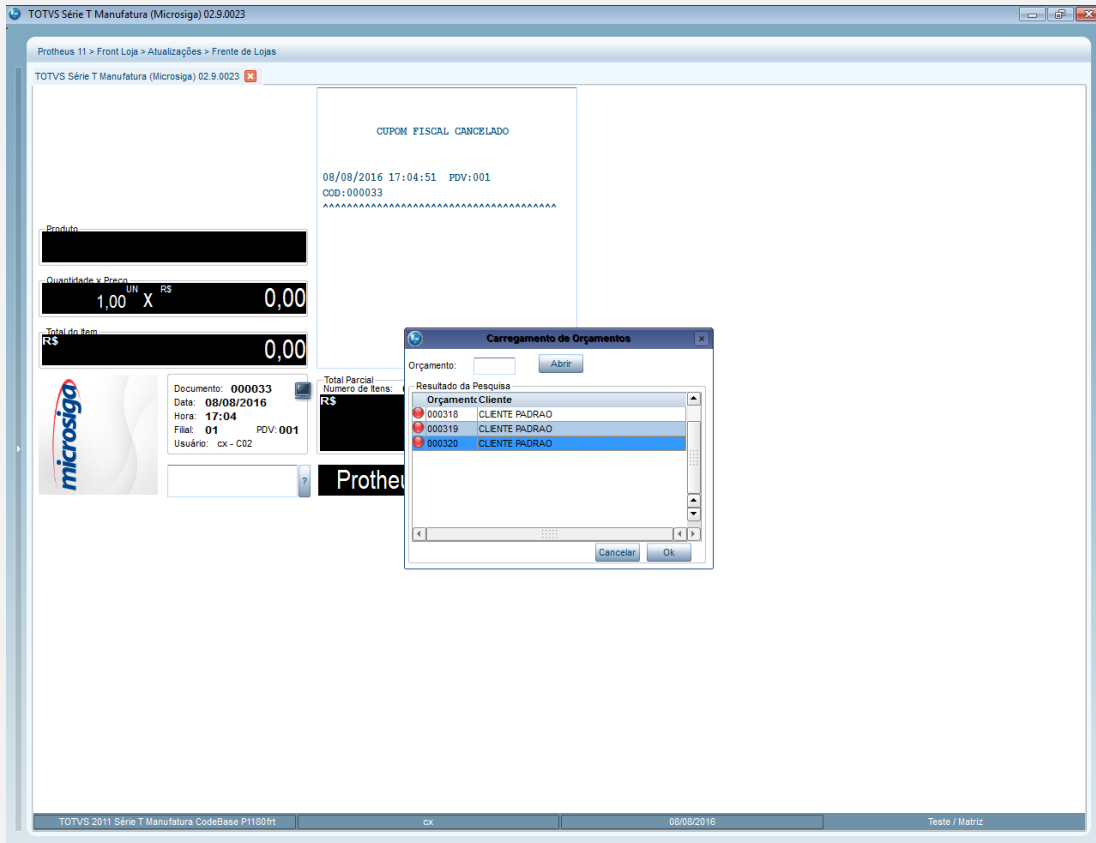 TOTVS Série T Manufatura (Microsiga) 02.9.0023
Protheus 11 > Front Loja > Atualizações > Frente de Lojas
TOTVS Série T Manufatura (Microsiga) 02.9.0023
CUPOM FISCAL CANCELADO
08/08/2016 17:04:51 PDV:001
COD:000033
^^^^^^^^^^^^^^^^^^^^^^^^^^^^^^^^^^^^^^^
Produto
Quantidade x Preço
1,00 UN X R$ 0,00
Total do Item
R$ 0,00
microsiga
Documento: 000033
Data: 08/08/2016
Hora: 17:04
Filial: 01 PDV: 001
Usuário: cx - C02
?
Total Parcial
Numero de Itens:
R$
Carregamento de Orçamentos
Orçamento:
Abrir
Resultado da Pesquisa
Orçamento Cliente
000318 CLIENTE PADRAO
000319 CLIENTE PADRAO
000320 CLIENTE PADRAO
Cancelar
Ok
TOTVS 2011 Série T Manufatura CodeBase P1180frt
cx
08/08/2016
Teste / Matriz